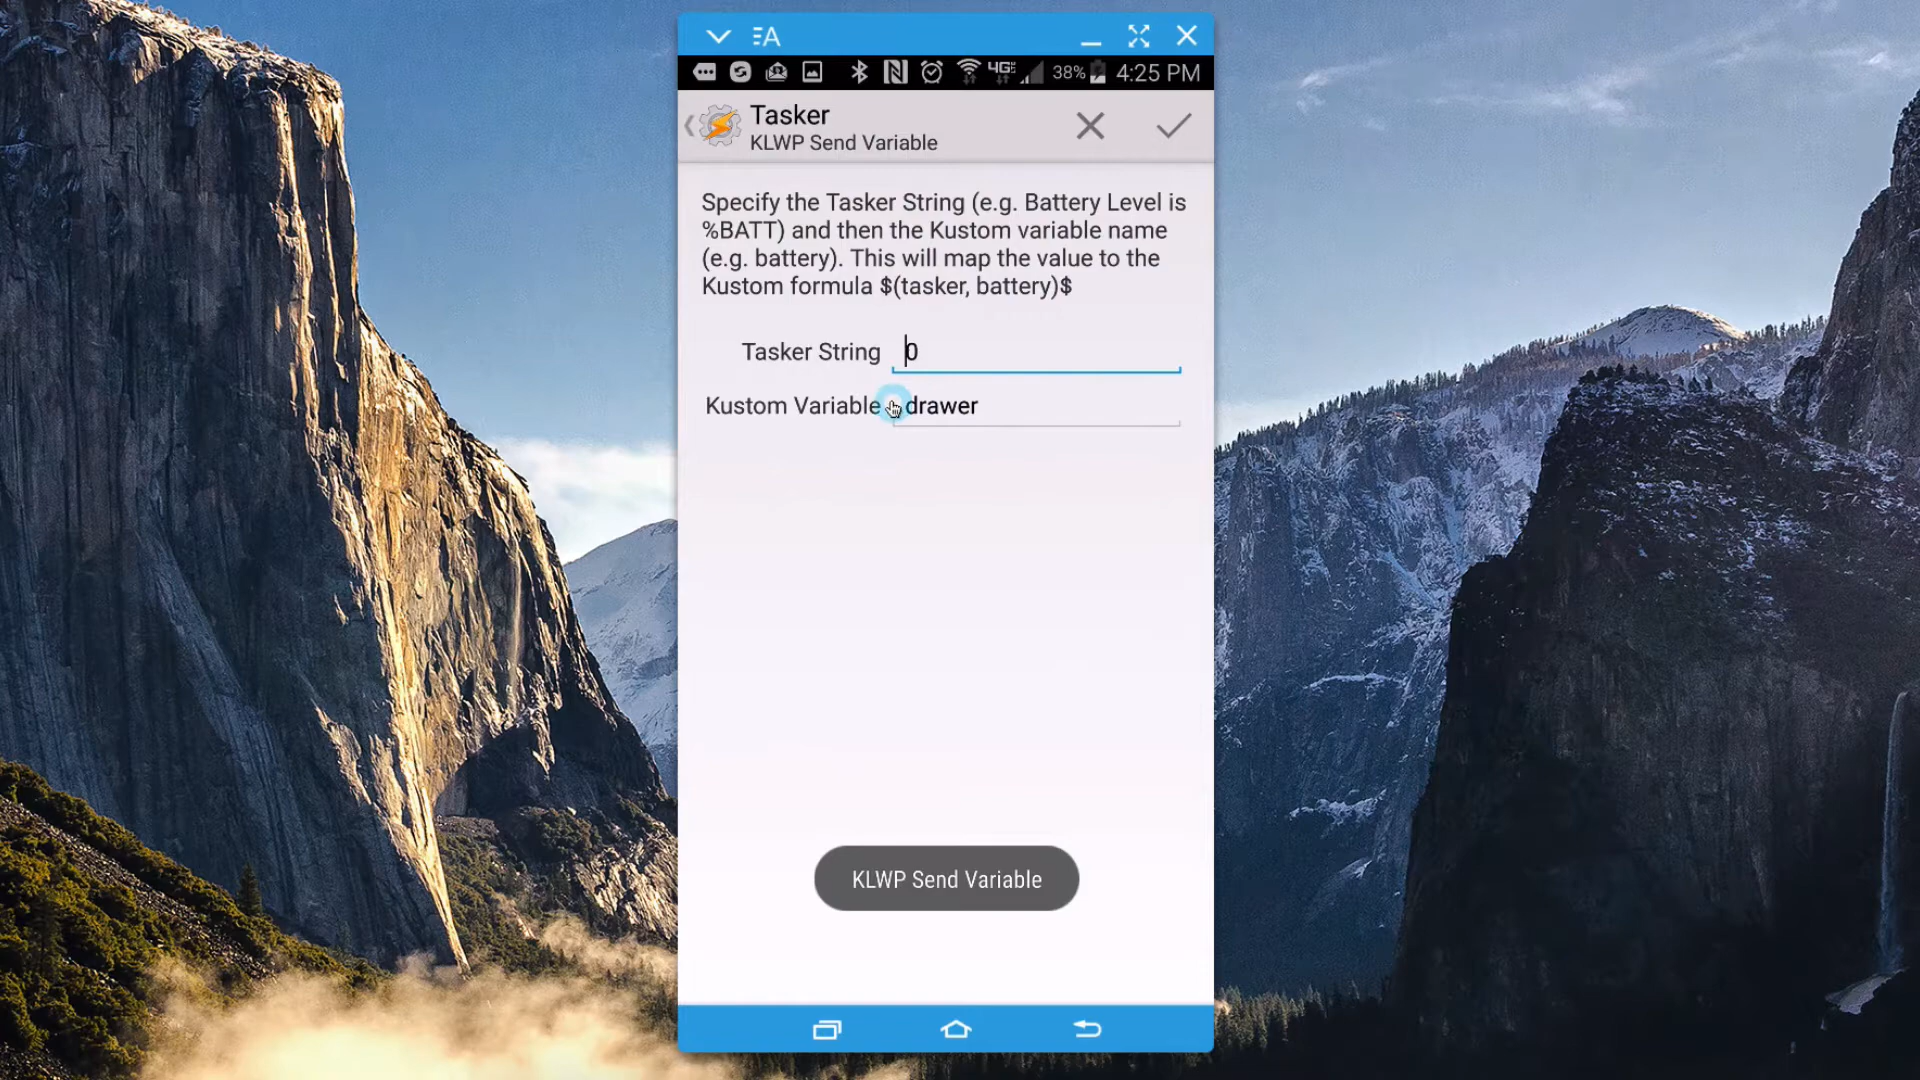 38% 4:25 PM
Tasker
KLWP Send Variable
Specify the Tasker String (e.g. Battery Level is
%BATT) and then the Kustom variable name
(e.g. battery). This will map the value to the
Kustom formula $(tasker, battery)$
Tasker String 0
Kustom Variable drawer
KLWP Send Variable